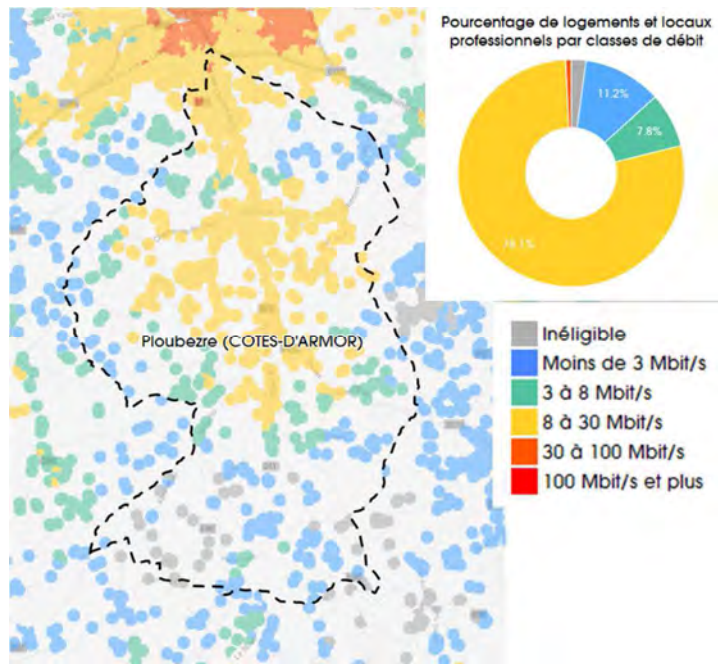 Pourcentage de logements et locaux
professionnels par classes de débit
11.2%
7.8%
Ploubezre (COTES-D'ARMOR)
Inéligible
Moins de 3 Mbit/s
3 à 8 Mbit/s
8 à 30 Mbit/s
30 à 100 Mbit/s
100 Mbit/s et plus